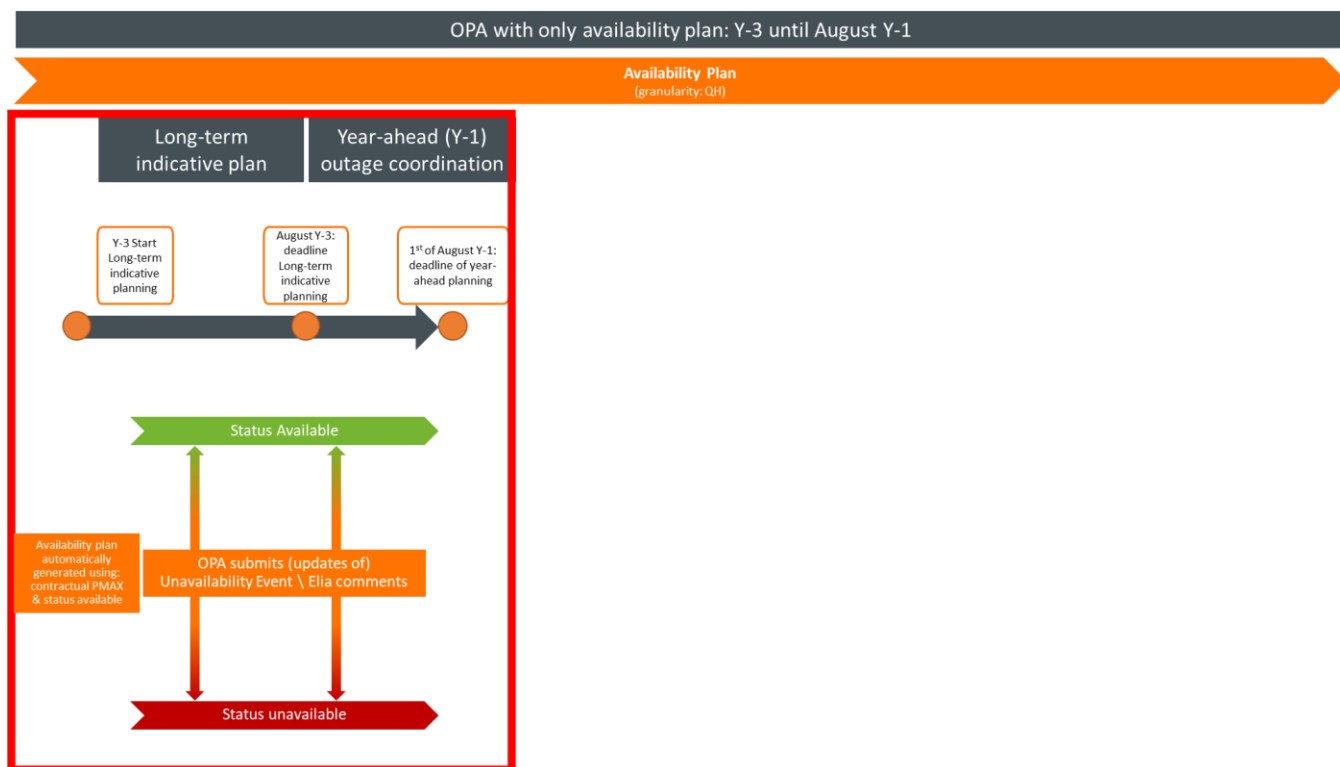 OPA with only availability plan: Y-3 until August Y-1
Availability Plan
(granularity: QH)
Long-term
indicative plan
Year-ahead (Y-1)
outage coordination
Y-3 Start
Long-term
indicative
planning
August Y-3:
deadline
Long-term
indicative
planning
1st of August Y-1:
deadline of year-
ahead planning
Status Available
Availability plan
automatically
generated using:
contractual PMAX
& status available
OPA submits (updates of)
Unavailability Event \ Elia comments
Status unavailable